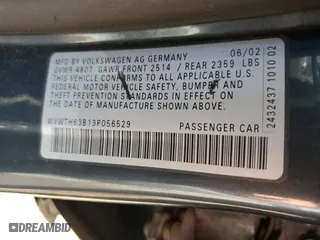 MFD BY VOLKSWAGEN AG GERMANY 06/02
GVWR 4807 GAWR FRONT 2514 / REAR 2359 LBS
THIS VEHICLE CONFORMS TO ALL APPLICABLE U.S.
FEDERAL MOTOR VEHICLE SAFETY, BUMPER AND
THEFT PREVENTION STANDARDS IN EFFECT ON THE
DATE OF MANUFACTURE SHOWN ABOVE
WVWTH63B13P056529 PASSENGER CAR
2432437 1010 02
© DRIVEDOMAIN
AUTOMOTIVE